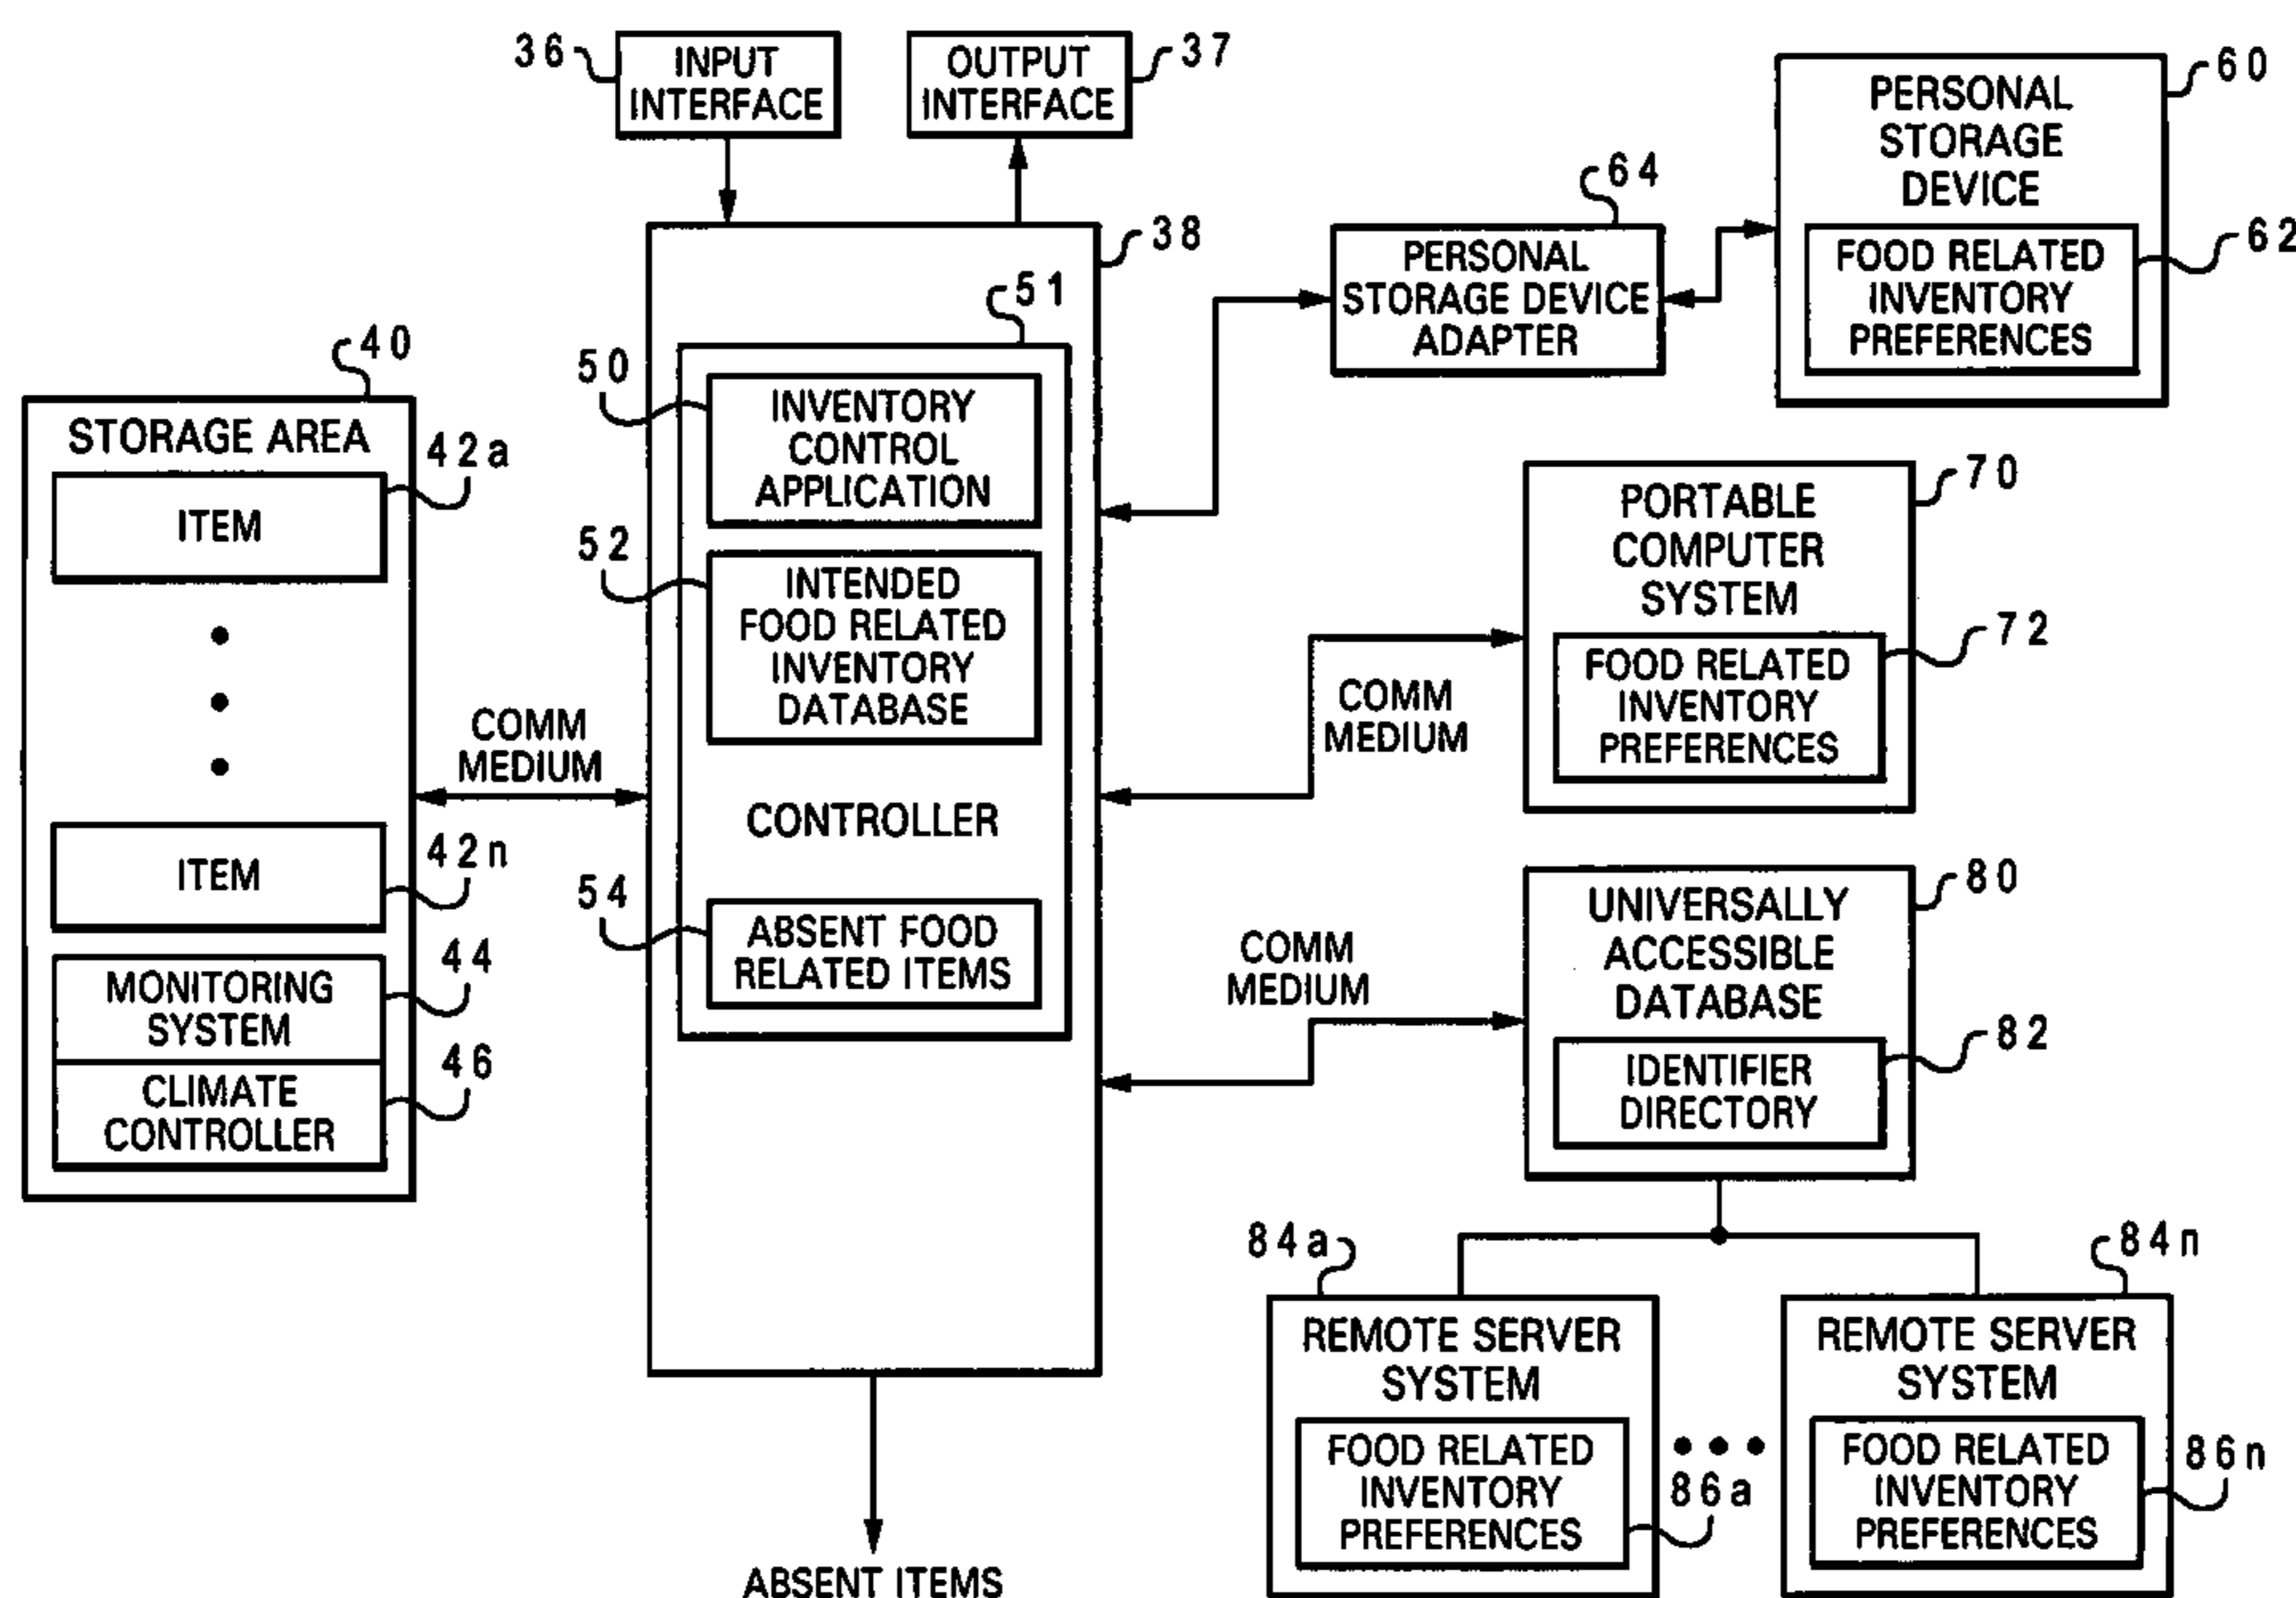 36
INPUT
INTERFACE
OUTPUT
INTERFACE
37
60
PERSONAL
STORAGE
DEVICE
62
FOOD RELATED
INVENTORY
PREFERENCES
64
PERSONAL
STORAGE DEVICE
ADAPTER
38
51
50
INVENTORY
CONTROL
APPLICATION
52
INTENDED
FOOD RELATED
INVENTORY
DATABASE
CONTROLLER
54
ABSENT FOOD
RELATED ITEMS
40
STORAGE AREA
42a
ITEM
42n
ITEM
44
MONITORING
SYSTEM
46
CLIMATE
CONTROLLER
COMM
MEDIUM
70
PORTABLE
COMPUTER
SYSTEM
72
FOOD RELATED
INVENTORY
PREFERENCES
COMM
MEDIUM
80
UNIVERSALLY
ACCESSIBLE
DATABASE
82
IDENTIFIER
DIRECTORY
COMM
MEDIUM
84a
REMOTE SERVER
SYSTEM
FOOD RELATED
INVENTORY
PREFERENCES
86a
84n
REMOTE SERVER
SYSTEM
FOOD RELATED
INVENTORY
PREFERENCES
86n
ABSENT ITEMS